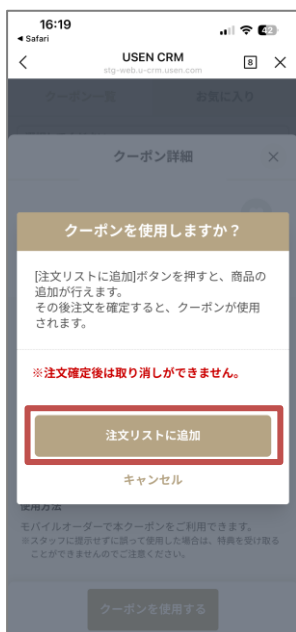 16:19
42
◀ Safari
USEN CRM
8
stg-web.u-crm.usen.com
クーポン一覧
お気に入り
クーポン詳細
クーポンを使用しますか？
[注文リストに追加]ボタンを押すと、商品の
追加が行えます。
その後注文を確定すると、クーポンが使用
されます。
※注文確定後は取り消しができません。
注文リストに追加
キャンセル
使用方法
モバイルオーダーで本クーポンをご利用できます。
※スタッフに提示せずに誤って使用した場合は、特典を受け取る
ことができませんのでご注意ください。
クーポンを使用する